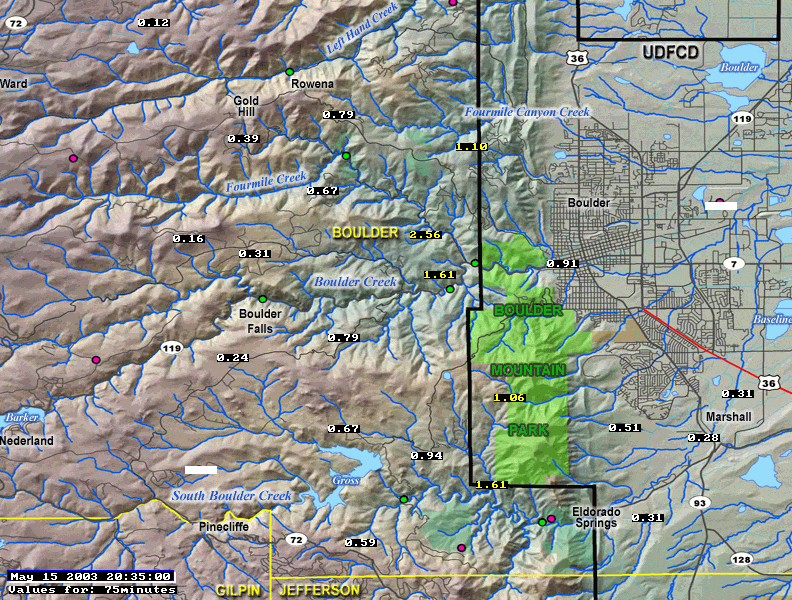 72
0.12
Left Hand Creek
36
UDFCD
Boulder
Ward
Rowena
Gold
Hill
0.79
Fourmile Canyon Creek
119
0.39
1.10
Fourmile Creek
0.67
Boulder
0.16
BOULDER
2.56
0.31
0.91
7
1.61
Boulder Creek
Boulder
Falls
BOULDER
Baseline
119
0.79
0.24
MOUNTAIN
36
0.31
1.06
Barker
Nederland
0.67
PARK
0.51
Marshall
0.28
0.94
Gross
1.61
South Boulder Creek
93
Pinecliffe
Eldorado
Springs
0.31
72
0.59
128
May 15 2003 20:35:00
Values for: 75minutes
GILPIN
JEFFERSON